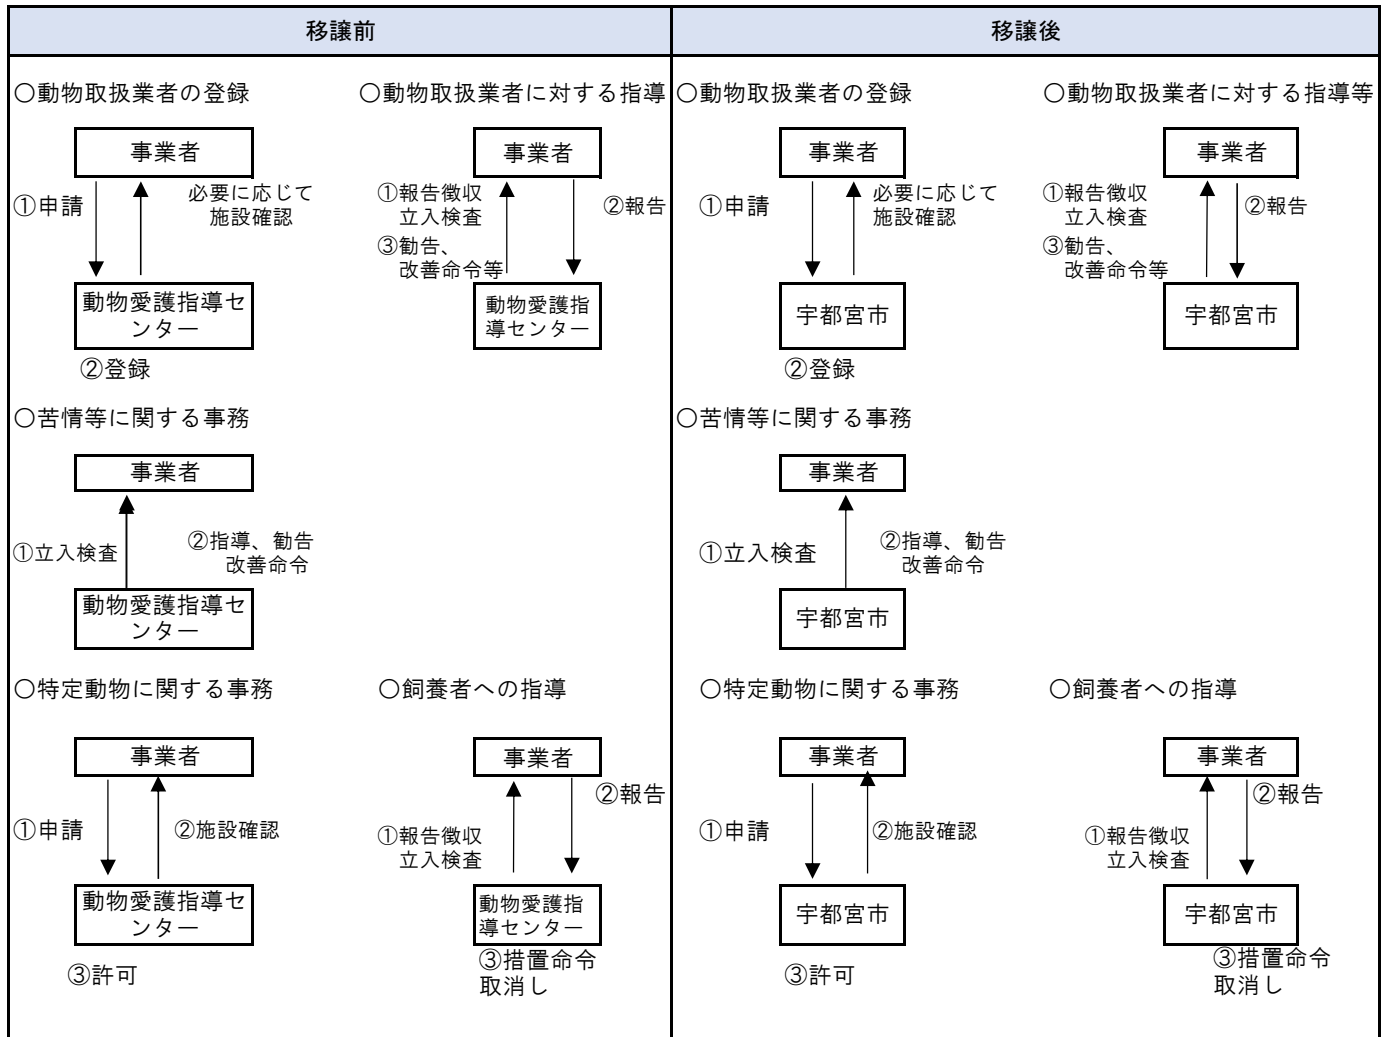 移譲前
〇動物取扱業者の登録
事業者
①申請
必要に応じて
施設確認
動物愛護指導セ
ンター
②登録
〇動物取扱業者に対する指導
事業者
①報告徴収
立入検査
③勧告、
改善命令等
②報告
動物愛護指
導センター
〇苦情等に関する事務
事業者
①立入検査
②指導、勧告
改善命令
動物愛護指導セ
ンター
〇特定動物に関する事務
事業者
①申請
②施設確認
動物愛護指導セ
ンター
③許可
〇飼養者への指導
事業者
②報告
①報告徴収
立入検査
動物愛護指
導センター
③措置命令
取消し
移譲後
〇動物取扱業者の登録
事業者
①申請
必要に応じて
施設確認
宇都宮市
②登録
〇動物取扱業者に対する指導等
事業者
①報告徴収
立入検査
③勧告、
改善命令等
②報告
宇都宮市
〇苦情等に関する事務
事業者
①立入検査
②指導、勧告
改善命令
宇都宮市
〇特定動物に関する事務
事業者
①申請
②施設確認
宇都宮市
③許可
〇飼養者への指導
事業者
②報告
①報告徴収
立入検査
宇都宮市
③措置命令
取消し